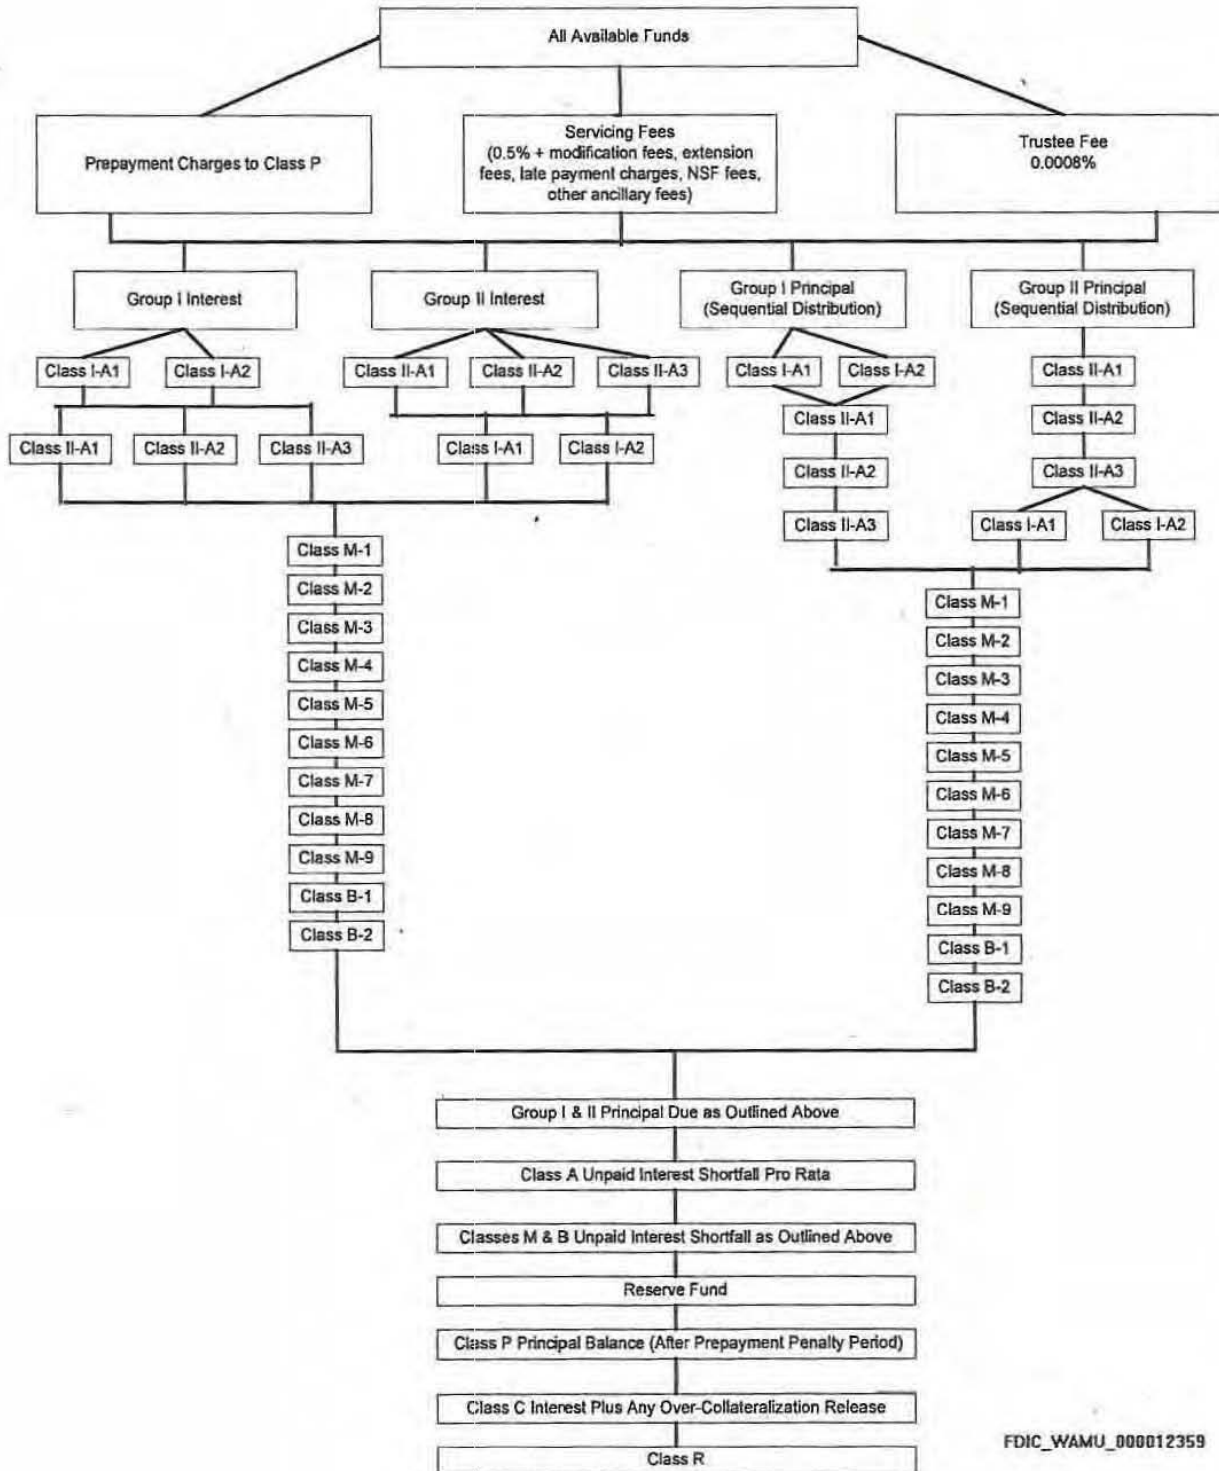 All Available Funds
Prepayment Charges to Class P
Servicing Fees
(0.5% + modification fees, extension
fees, late payment charges, NSF fees,
other ancillary fees)
Trustee Fee
0.0008%
Group I Interest
Group II Interest
Group I Principal
(Sequential Distribution)
Group II Principal
(Sequential Distribution)
Class I-A1
Class I-A2
Class II-A1
Class II-A2
Class II-A3
Class I-A1
Class I-A2
Class II-A1
Class II-A1
Class II-A2
Class II-A1
Class II-A2
Class II-A3
Class I-A1
Class I-A2
Class II-A2
Class II-A3
Class II-A3
Class I-A1
Class I-A2
Class M-1
Class M-2
Class M-3
Class M-4
Class M-5
Class M-6
Class M-7
Class M-8
Class M-9
Class B-1
Class B-2
Class M-1
Class M-2
Class M-3
Class M-4
Class M-5
Class M-6
Class M-7
Class M-8
Class M-9
Class B-1
Class B-2
Group I & II Principal Due as Outlined Above
Class A Unpaid Interest Shortfall Pro Rata
Classes M & B Unpaid Interest Shortfall as Outlined Above
Reserve Fund
Class P Principal Balance (After Prepayment Penalty Period)
Class C Interest Plus Any Over-Collateralization Release
Class R
FDIC_WAMU_000012359